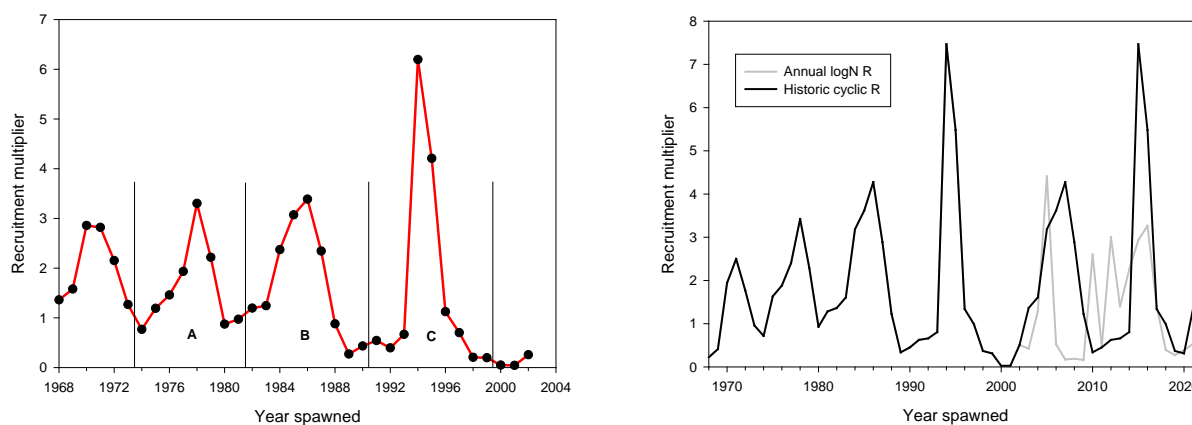 Recruitment multiplier
7
6
5
4
3
2
1
0
A
B
C
1968 1972 1976 1980 1984 1988 1992 1996 2000 2004
Year spawned
Recruitment multiplier
8
7
6
5
4
3
2
1
0
Annual logN R
Historic cyclic R
1970 1980 1990 2000 2010 2020
Year spawned